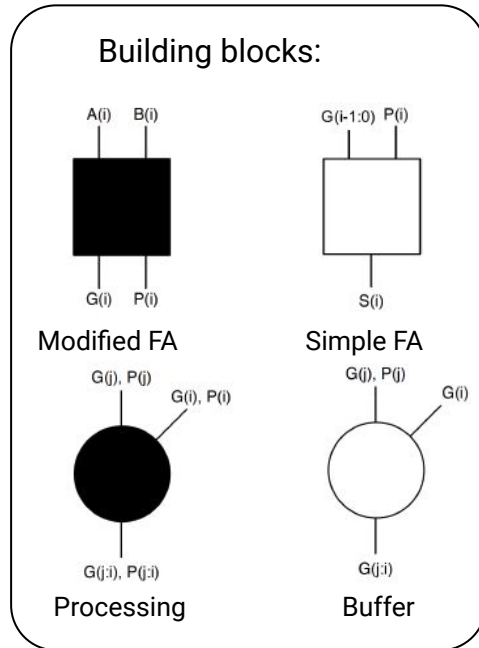 Building blocks:
A(i) B(i)
G(i-1:0) P(i)
G(i) P(i)
S(i)
Modified FA
Simple FA
G(j), P(j)
G(i), P(i)
G(j), P(j)
G(i)
G(j:i), P(j:i)
G(j:i)
Processing
Buffer